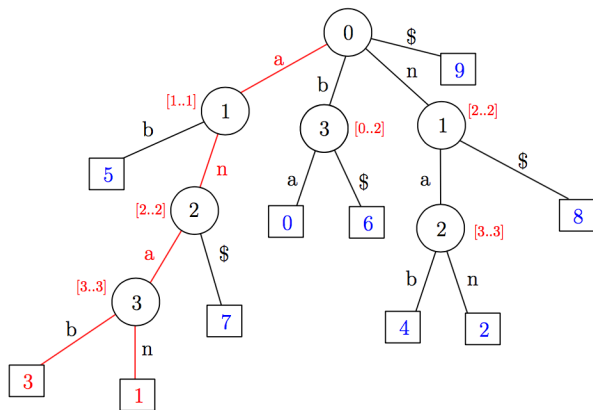 0 $
a
b n 9
[1..1] 1 3 [0..2] 1 [2..2]
b
n a $ a $
5
[2..2] 2 0 6 2 [3..3] 8
a $
b n
[3..3] 3 7 4 2
b n
3 1